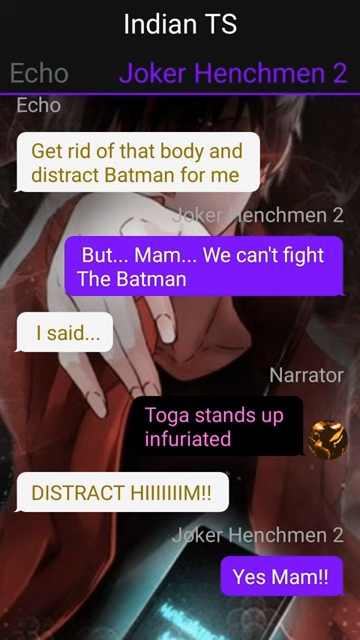 Indian TS
Echo Joker Henchmen 2
Echo
Get rid of that body and
distract Batman for me
Joker Henchmen 2
But... Mam... We can't fight
The Batman
I said...
Narrator
Toga stands up
infuriated
DISTRACT HIIIIIIIM!!
Joker Henchmen 2
Yes Mam!!